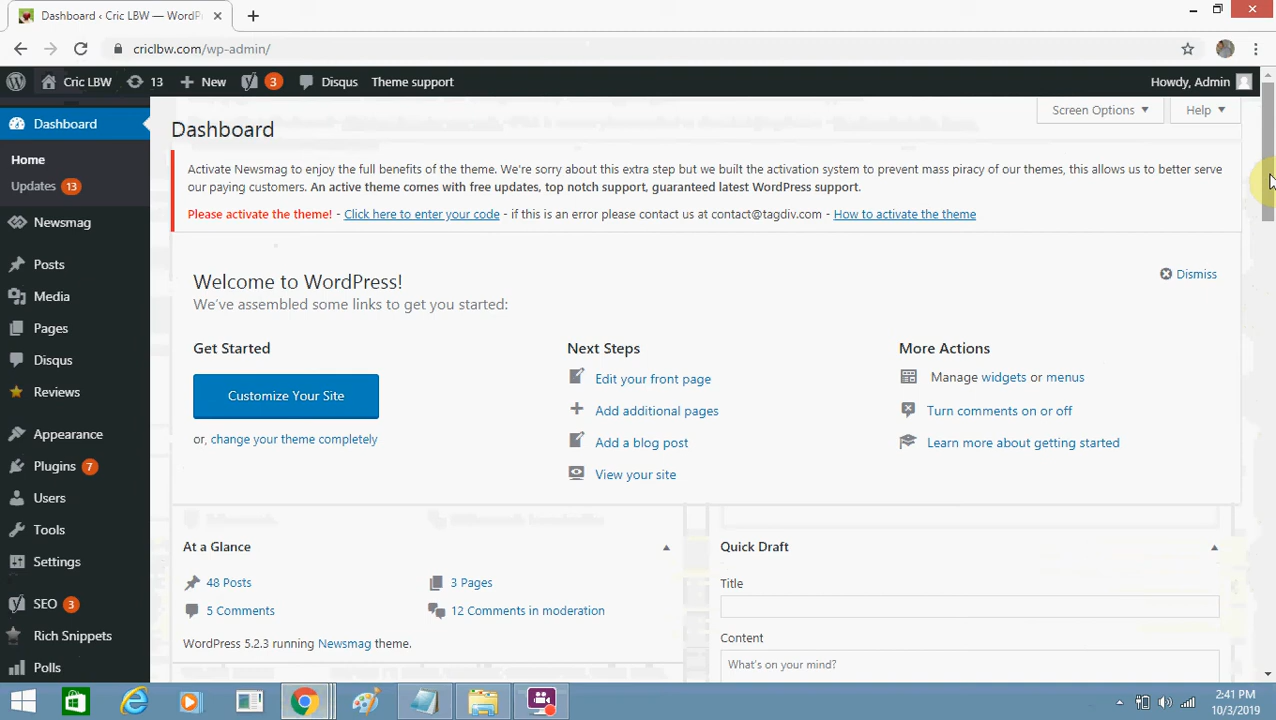 Dashboard ‹ Cric LBW — WordPr
criclbw.com/wp-admin/
Cric LBW 13 New 3 Disqus Theme support Howdy, Admin
Screen Options Help
Dashboard
Home
Updates 13
Newsmag
Posts
Media
Pages
Disqus
Reviews
Appearance
Plugins 7
Users
Tools
Settings
SEO 3
Rich Snippets
Polls
Dashboard
Activate Newsmag to enjoy the full benefits of the theme. We're sorry about this extra step but we built the activation system to prevent mass piracy of our themes, this allows us to better serve
our paying customers. An active theme comes with free updates, top notch support, guaranteed latest WordPress support.
Please activate the theme! Click here to enter your code - if this is an error please contact us at contact@tagdiv.com - How to activate the theme
Welcome to WordPress!
Dismiss
We've assembled some links to get you started:
Get Started
Customize Your Site
or, change your theme completely
Next Steps
Edit your front page
Add additional pages
Add a blog post
View your site
More Actions
Manage widgets or menus
Turn comments on or off
Learn more about getting started
At a Glance
48 Posts
3 Pages
5 Comments
12 Comments in moderation
WordPress 5.2.3 running Newsmag theme.
Quick Draft
Title
Content
What's on your mind?
2:41 PM
10/3/2019